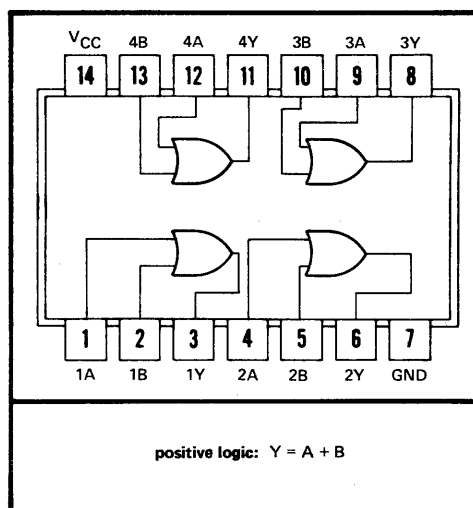 VCC 4B 4A 4Y 3B 3A 3Y
14 13 12 11 10 9 8
1 2 3 4 5 6 7
1A 1B 1Y 2A 2B 2Y GND
positive logic: Y = A + B